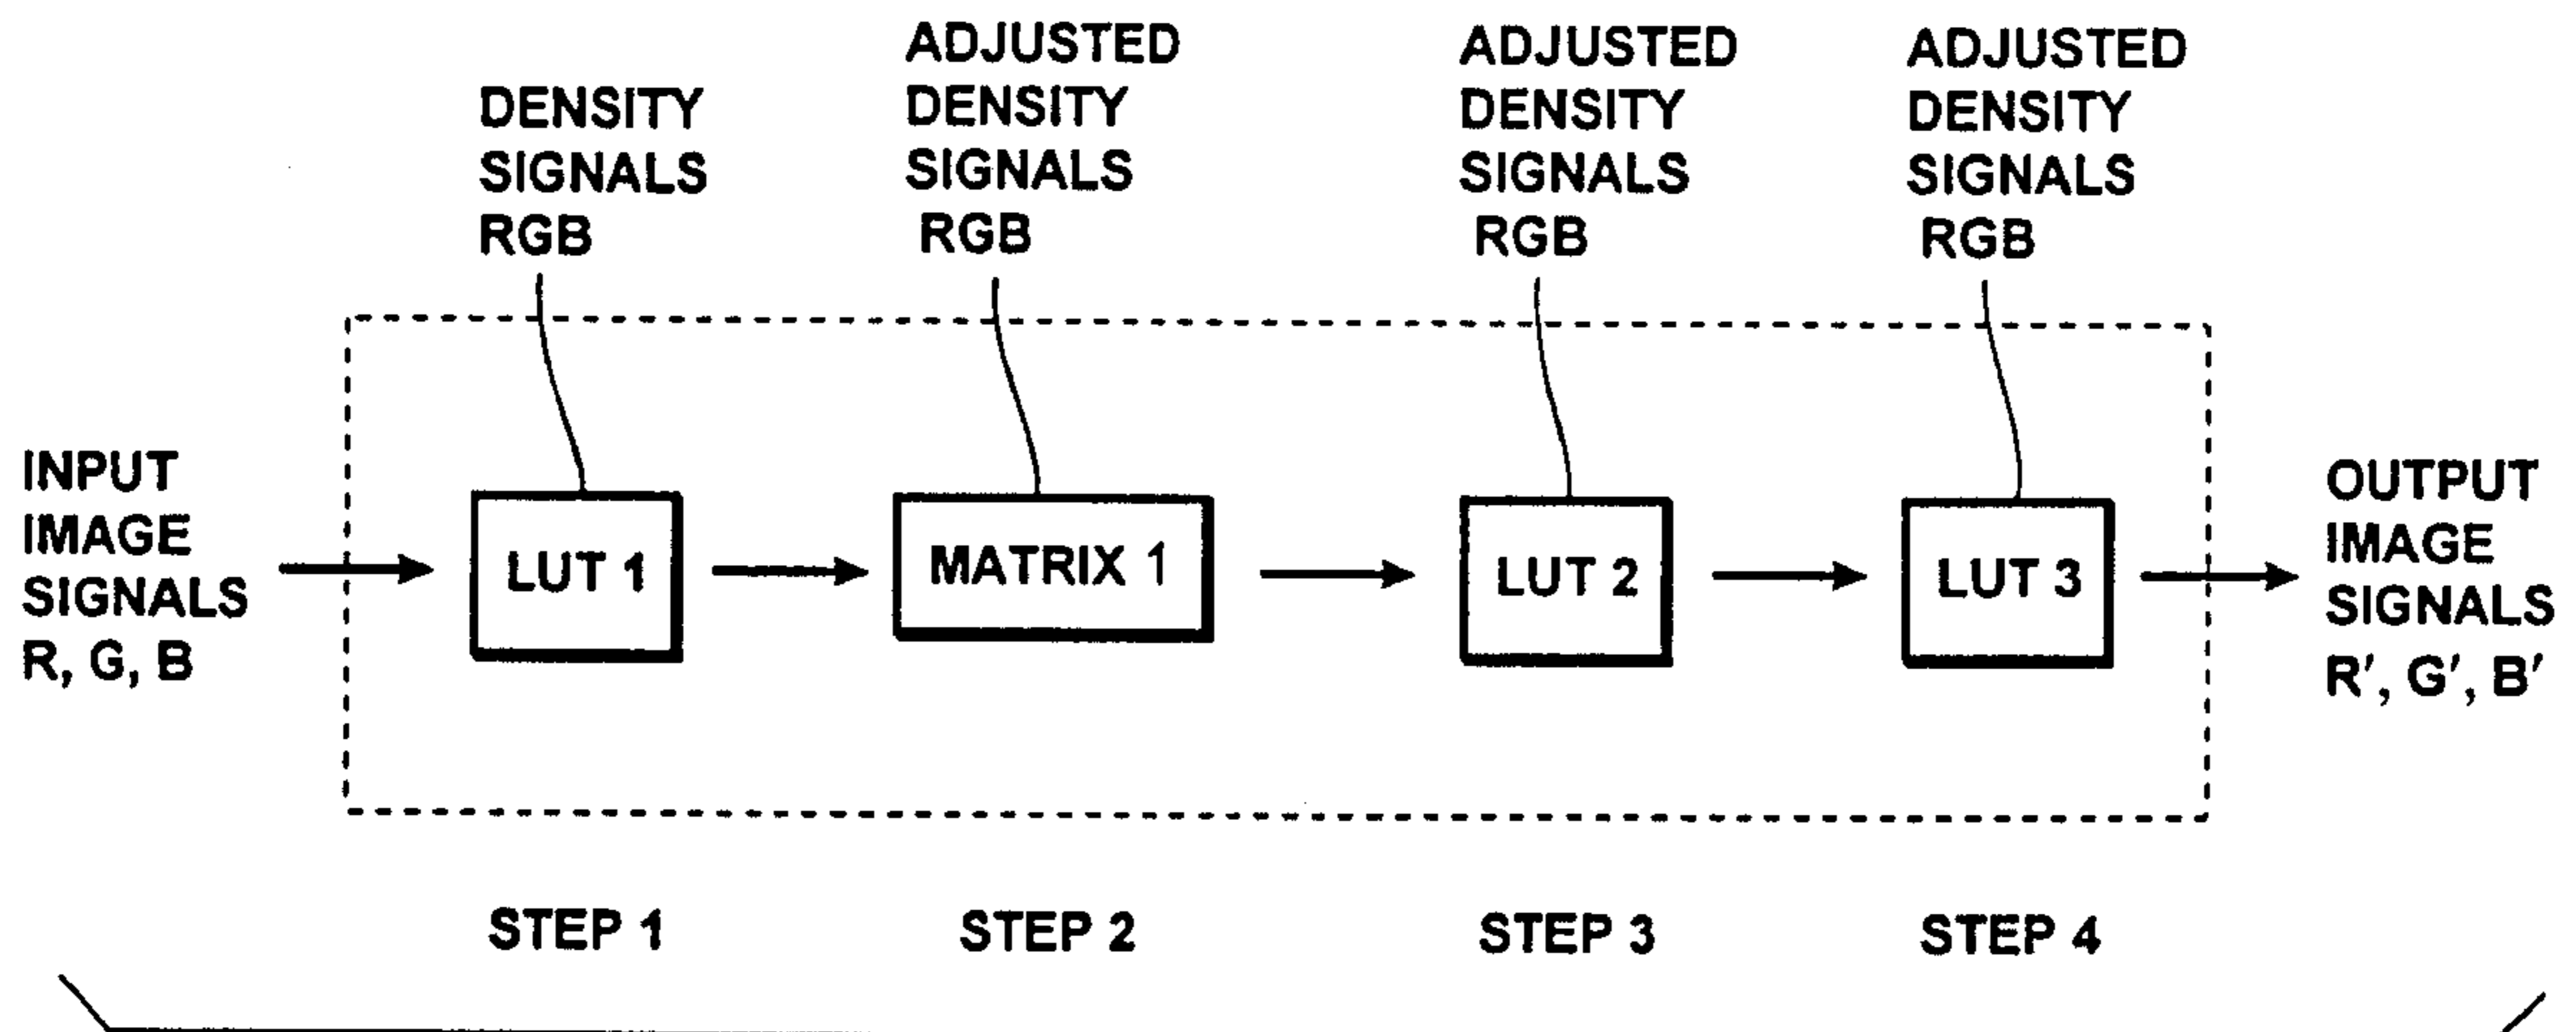 DENSITY
SIGNALS
RGB
ADJUSTED
DENSITY
SIGNALS
RGB
ADJUSTED
DENSITY
SIGNALS
RGB
ADJUSTED
DENSITY
SIGNALS
RGB
INPUT
IMAGE
SIGNALS
R, G, B
LUT 1
MATRIX 1
LUT 2
LUT 3
OUTPUT
IMAGE
SIGNALS
R', G', B'
STEP 1
STEP 2
STEP 3
STEP 4